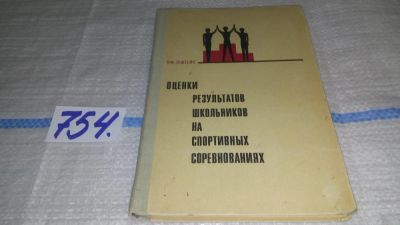 754.
ОЦЕНКИ
РЕЗУЛЬТАТОВ
ШКОЛЬНИКОВ
НА
СПОРТИВНЫХ
СОРЕВНОВАНИЯХ